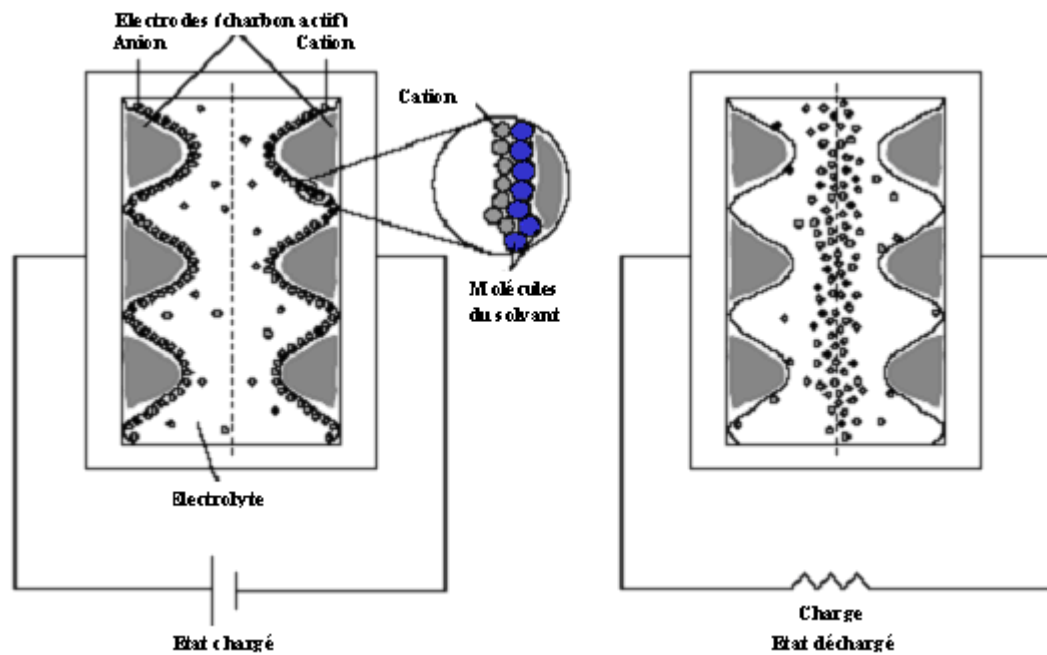 Electrodes (charbon actif)
Anion
Cation
Cation
Molécules
du solvant
Electrolyte
Etat chargé
Charge
Etat déchargé